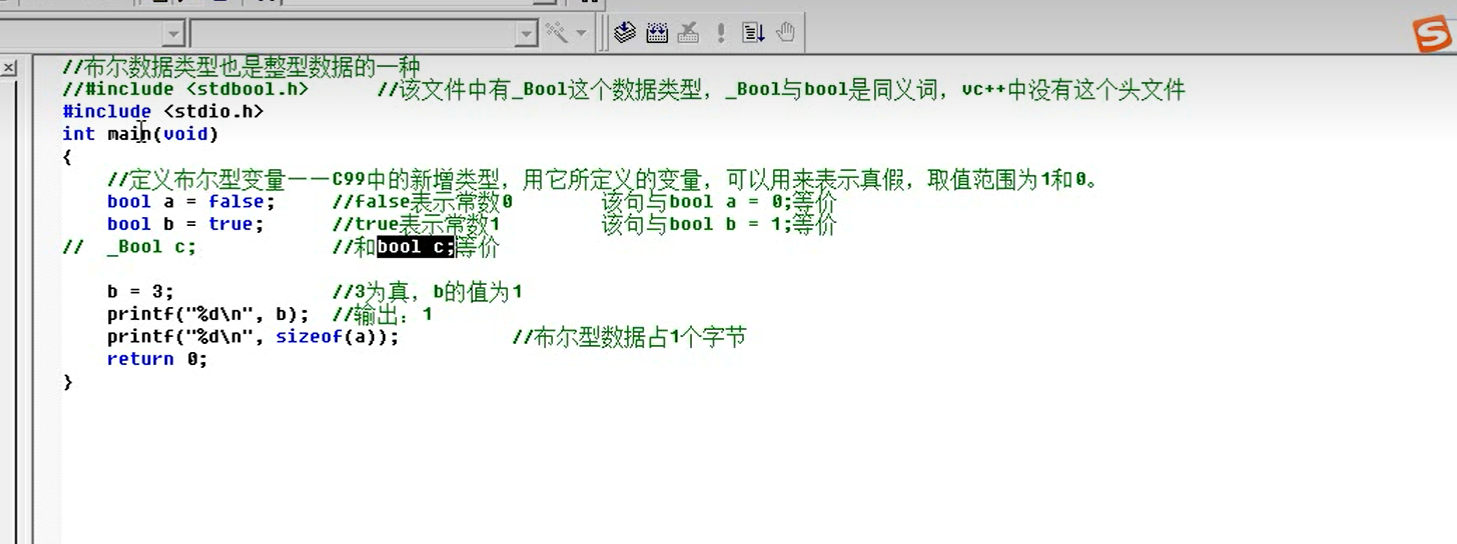 //布尔数据类型也是整型数据的一种
//#include <stdbool.h>      //该文件中有_Bool这个数据类型，_Bool与bool是同义词，vc++中没有这个头文件
#include <stdio.h>
int main(void)
{
    //定义布尔型变量——C99中的新增类型，用它所定义的变量，可以用来表示真假，取值范围为1和0。
    bool a = false;     //false表示常数0        该句与bool a = 0;等价
    bool b = true;      //true表示常数1         该句与bool b = 1;等价
//  _Bool c;            //和bool c;等价
    b = 3;              //3为真，b的值为1
    printf("%d\n", b);  //输出：1
    printf("%d\n", sizeof(a));          //布尔型数据占1个字节
    return 0;
}